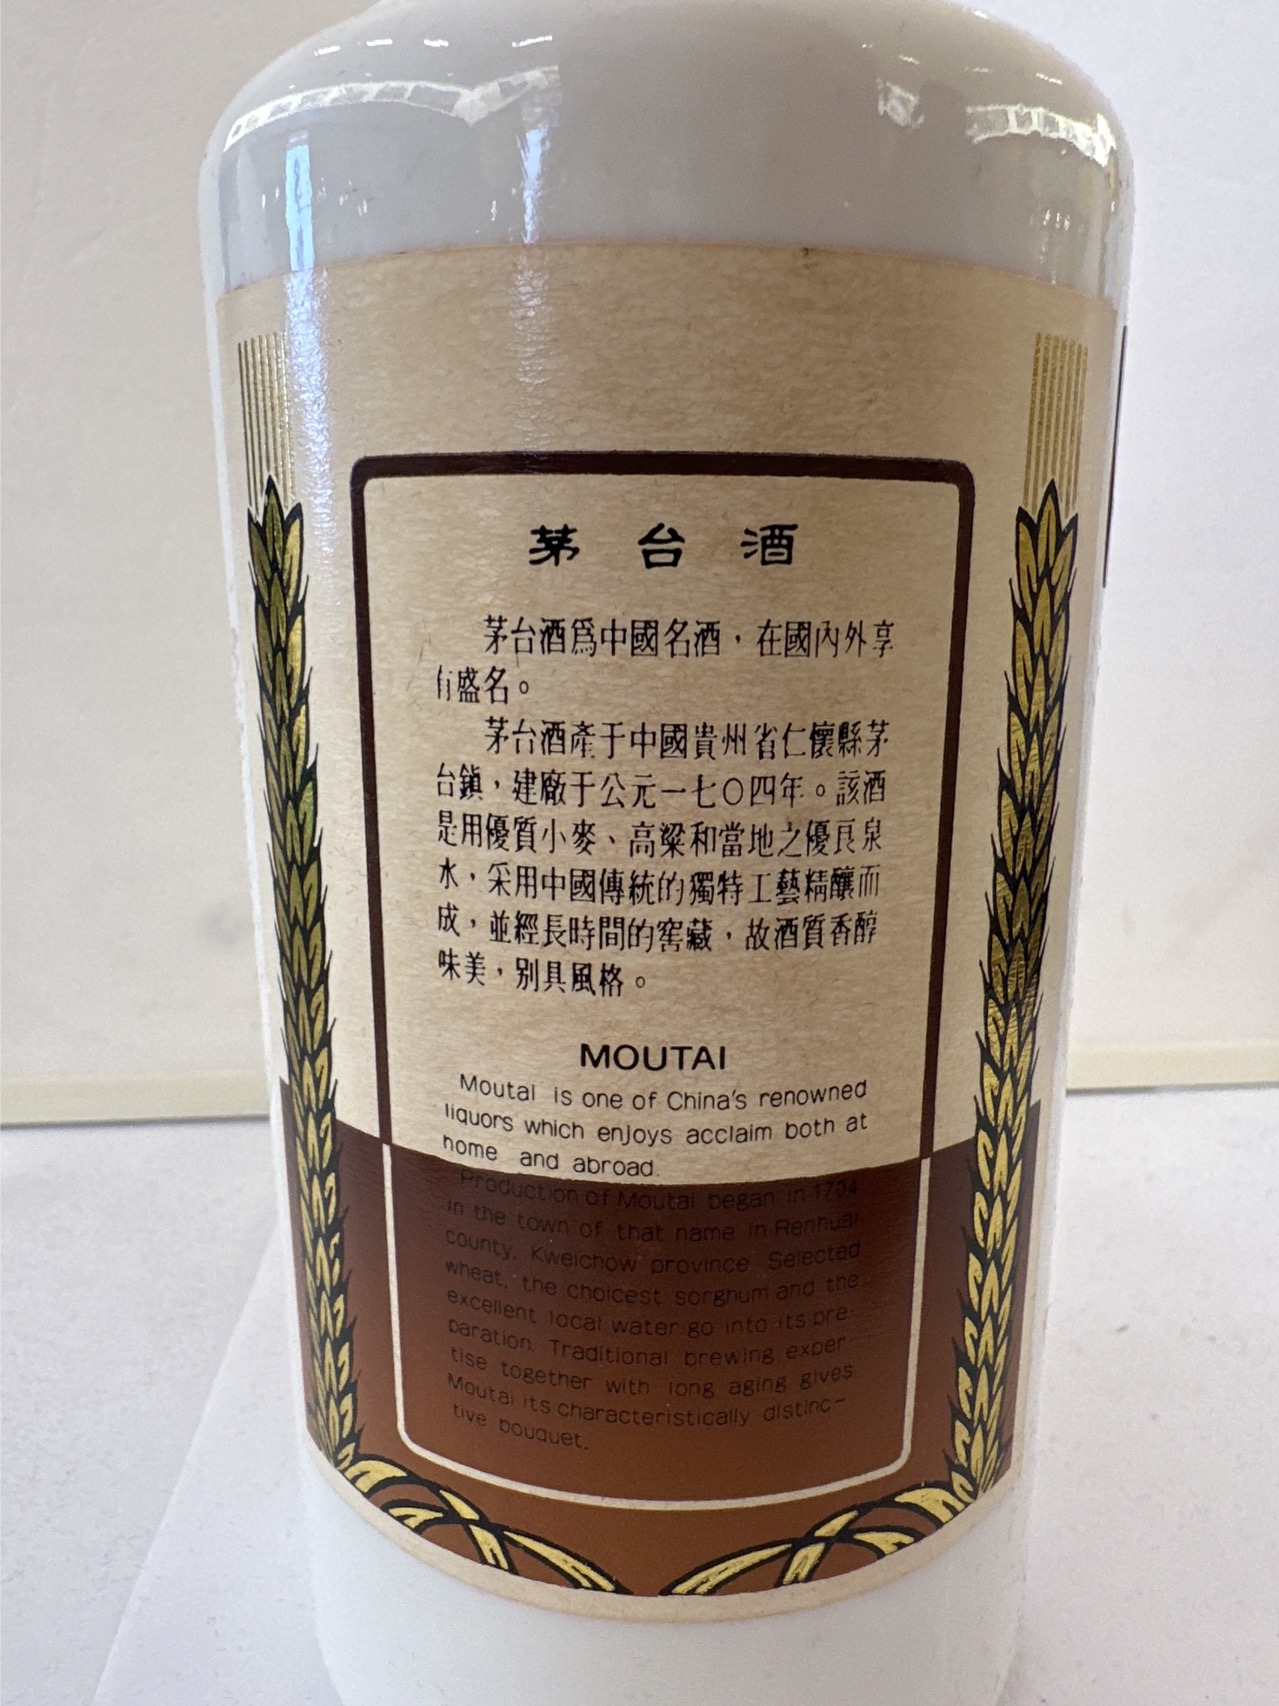 茅台酒
茅台酒爲中國名酒，在國內外享
有盛名。
茅台酒產于中國貴州省仁懷縣茅
台鎮，建廠于公元一七〇四年。該酒
是用優質小麥、高粱和當地之優良泉
水，采用中國傳統的獨特工藝精釀而
成，並經長時間的窖藏，故酒質香醇
味美，别具風格。
MOUTAI
Moutai is one of China's renowned
liquors which enjoys acclaim both at
home and abroad.
Production of Moutai began in 1704
in the town of that name in Renhuai
county, Kweichow province. Selected
wheat, the choicest sorghum and the
excellent local water go into its pre-
paration. Traditional brewing exper-
tise together with long aging gives
Moutai its characteristically distinc-
tive bouquet.